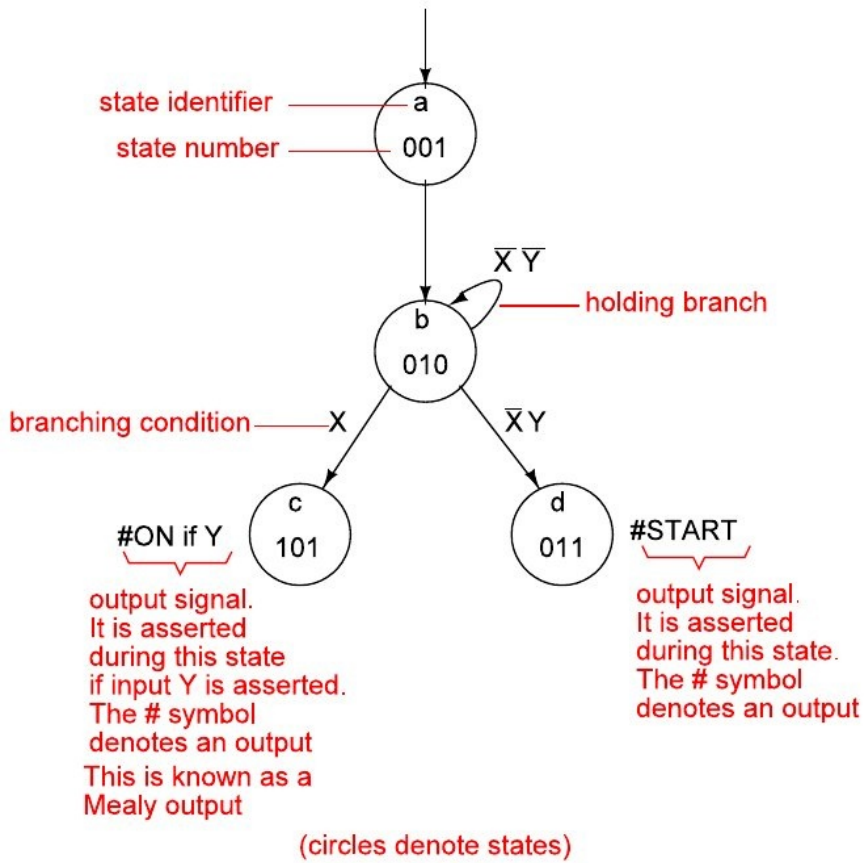 state identifier a
state number 001
X̅ Y̅
holding branch
b
010
branching condition X
X̅ Y
c
101
#ON if Y
d
011
#START
output signal.
It is asserted
during this state
if input Y is asserted.
The # symbol
denotes an output
This is known as a
Mealy output
output signal.
It is asserted
during this state.
The # symbol
denotes an output
(circles denote states)